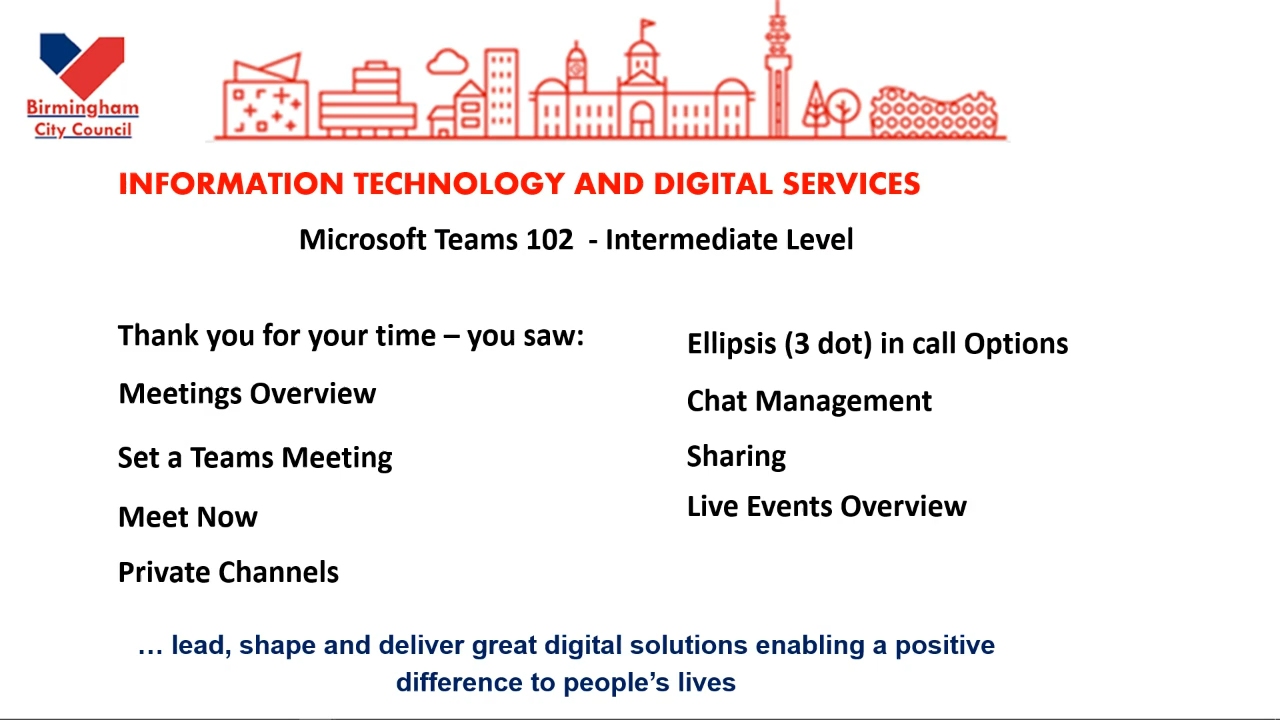 Birmingham
City Council
INFORMATION TECHNOLOGY AND DIGITAL SERVICES
Microsoft Teams 102  - Intermediate Level
Thank you for your time – you saw:
Meetings Overview
Set a Teams Meeting
Meet Now
Private Channels
Ellipsis (3 dot) in call Options
Chat Management
Sharing
Live Events Overview
… lead, shape and deliver great digital solutions enabling a positive
difference to people’s lives